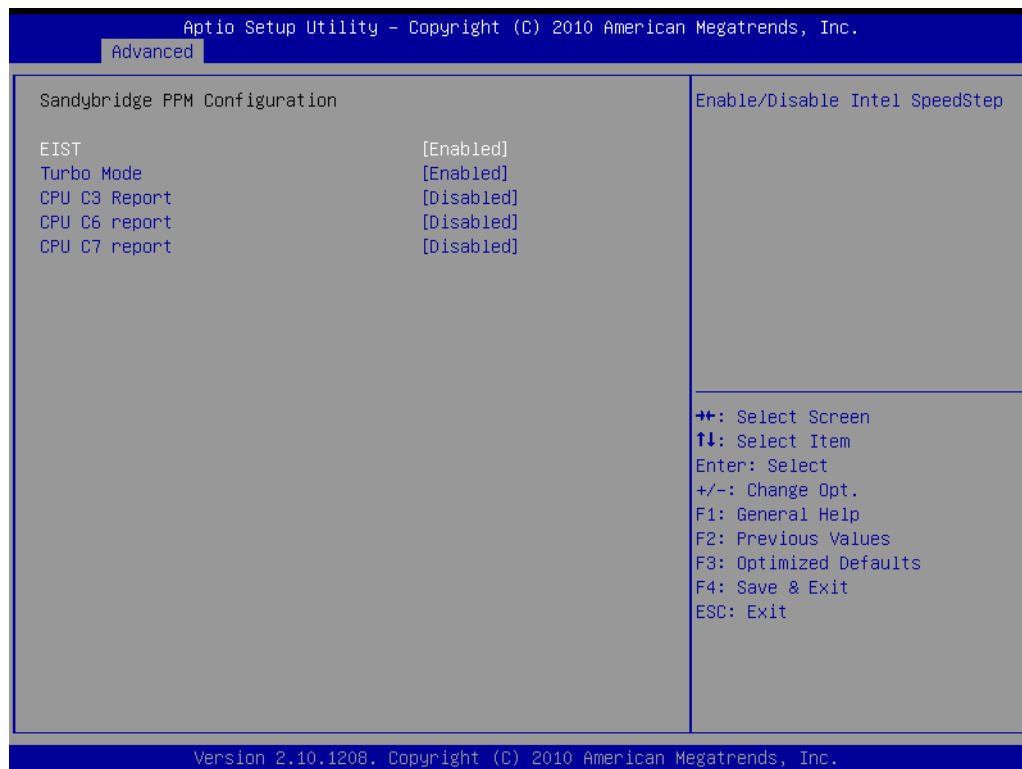 Aptio Setup Utility – Copyright (C) 2010 American Megatrends, Inc.
Advanced
Sandybridge PPM Configuration
EIST [Enabled]
Turbo Mode [Enabled]
CPU C3 Report [Disabled]
CPU C6 report [Disabled]
CPU C7 report [Disabled]
Enable/Disable Intel SpeedStep
→←: Select Screen
↑↓: Select Item
Enter: Select
+/-: Change Opt.
F1: General Help
F2: Previous Values
F3: Optimized Defaults
F4: Save & Exit
ESC: Exit
Version 2.10.1208. Copyright (C) 2010 American Megatrends, Inc.